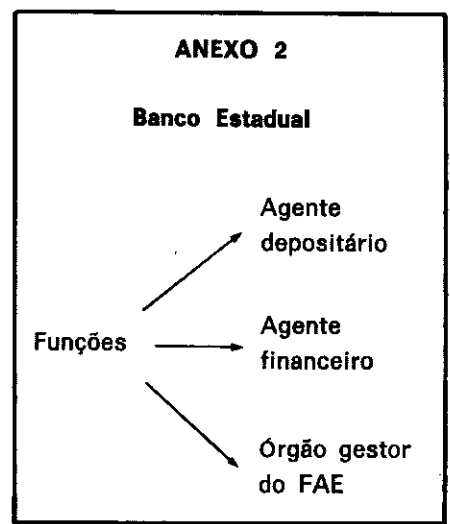 ANEXO 2
Banco Estadual
Agente
depositário
Funções
Agente
financeiro
Órgão gestor
do FAE